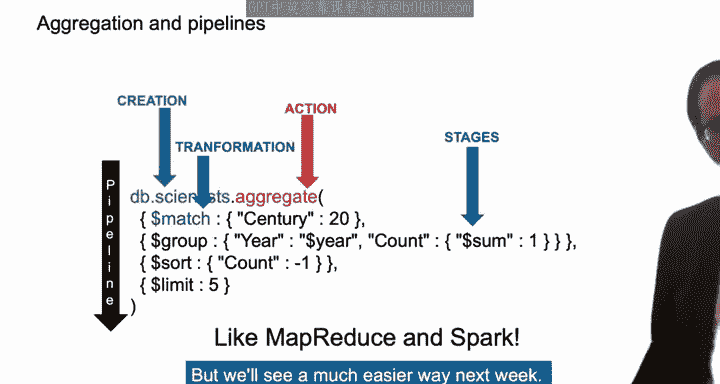 Aggregation and pipelines
CREATION
ACTION
TRANFORMATION
STAGES
Pipeline
db.scientists.aggregate(
{ $match : { "Century" : 20 },
{ $group : { "Year" : "$year", "Count" : { "$sum" : 1 } } },
{ $sort : { "Count" : -1 } },
{ $limit : 5 }
)
Like MapReduce and Spark!
But we'll see a much easier way next week.